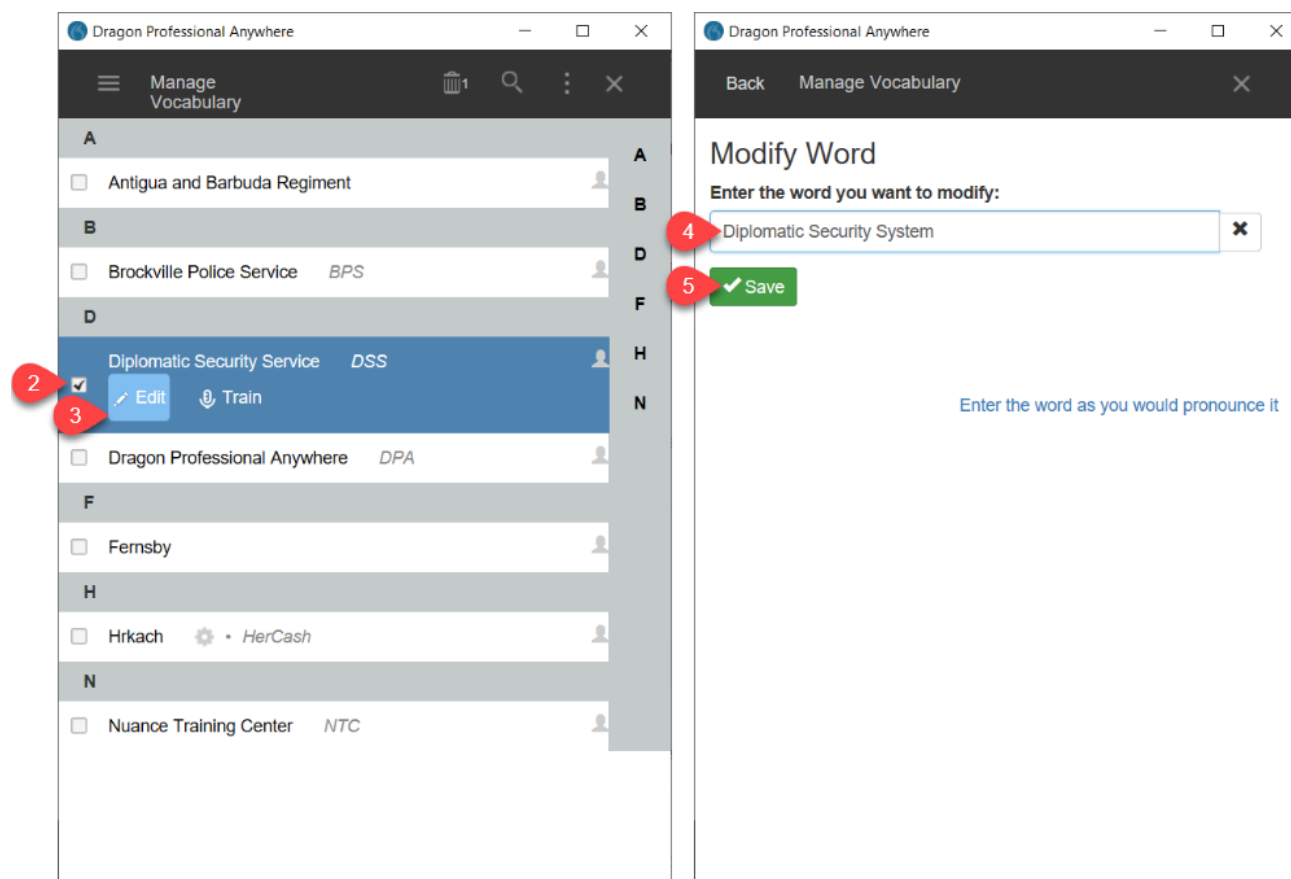 Dragon Professional Anywhere
Manage
Vocabulary
1
A
Antigua and Barbuda Regiment
B
Brockville Police Service BPS
D
Diplomatic Security Service DSS
2
Edit Train
3
Dragon Professional Anywhere DPA
F
Fernsby
H
Hrkach • HerCash
N
Nuance Training Center NTC
A
B
D
F
H
N
Dragon Professional Anywhere
Back Manage Vocabulary
Modify Word
Enter the word you want to modify:
4 Diplomatic Security System
5 Save
Enter the word as you would pronounce it